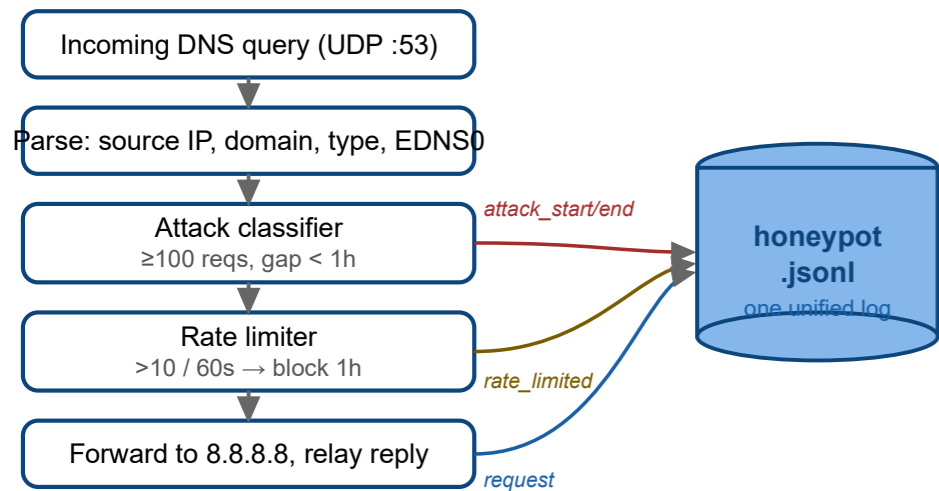 Incoming DNS query (UDP :53)
Parse: source IP, domain, type, EDNS0
Attack classifier
≥100 reqs, gap < 1h
attack_start/end
Rate limiter
>10 / 60s → block 1h
rate_limited
Forward to 8.8.8.8, relay reply
request
honeypot
.jsonl
one unified log